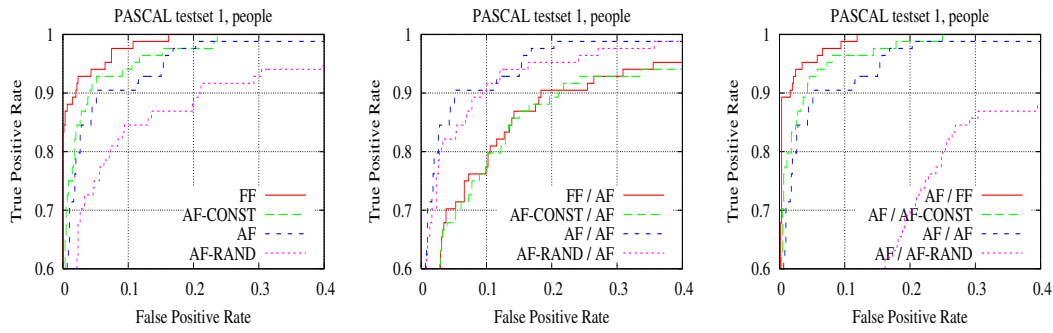 PASCAL testset 1, people
True Positive Rate
1
0.9
0.8
0.7
0.6
0
0.1
0.2
0.3
0.4
False Positive Rate
FF
AF-CONST
AF
AF-RAND
PASCAL testset 1, people
True Positive Rate
1
0.9
0.8
0.7
0.6
0
0.1
0.2
0.3
0.4
False Positive Rate
FF / AF
AF-CONST / AF
AF / AF
AF-RAND / AF
PASCAL testset 1, people
True Positive Rate
1
0.9
0.8
0.7
0.6
0
0.1
0.2
0.3
0.4
False Positive Rate
AF / FF
AF / AF-CONST
AF / AF
AF / AF-RAND